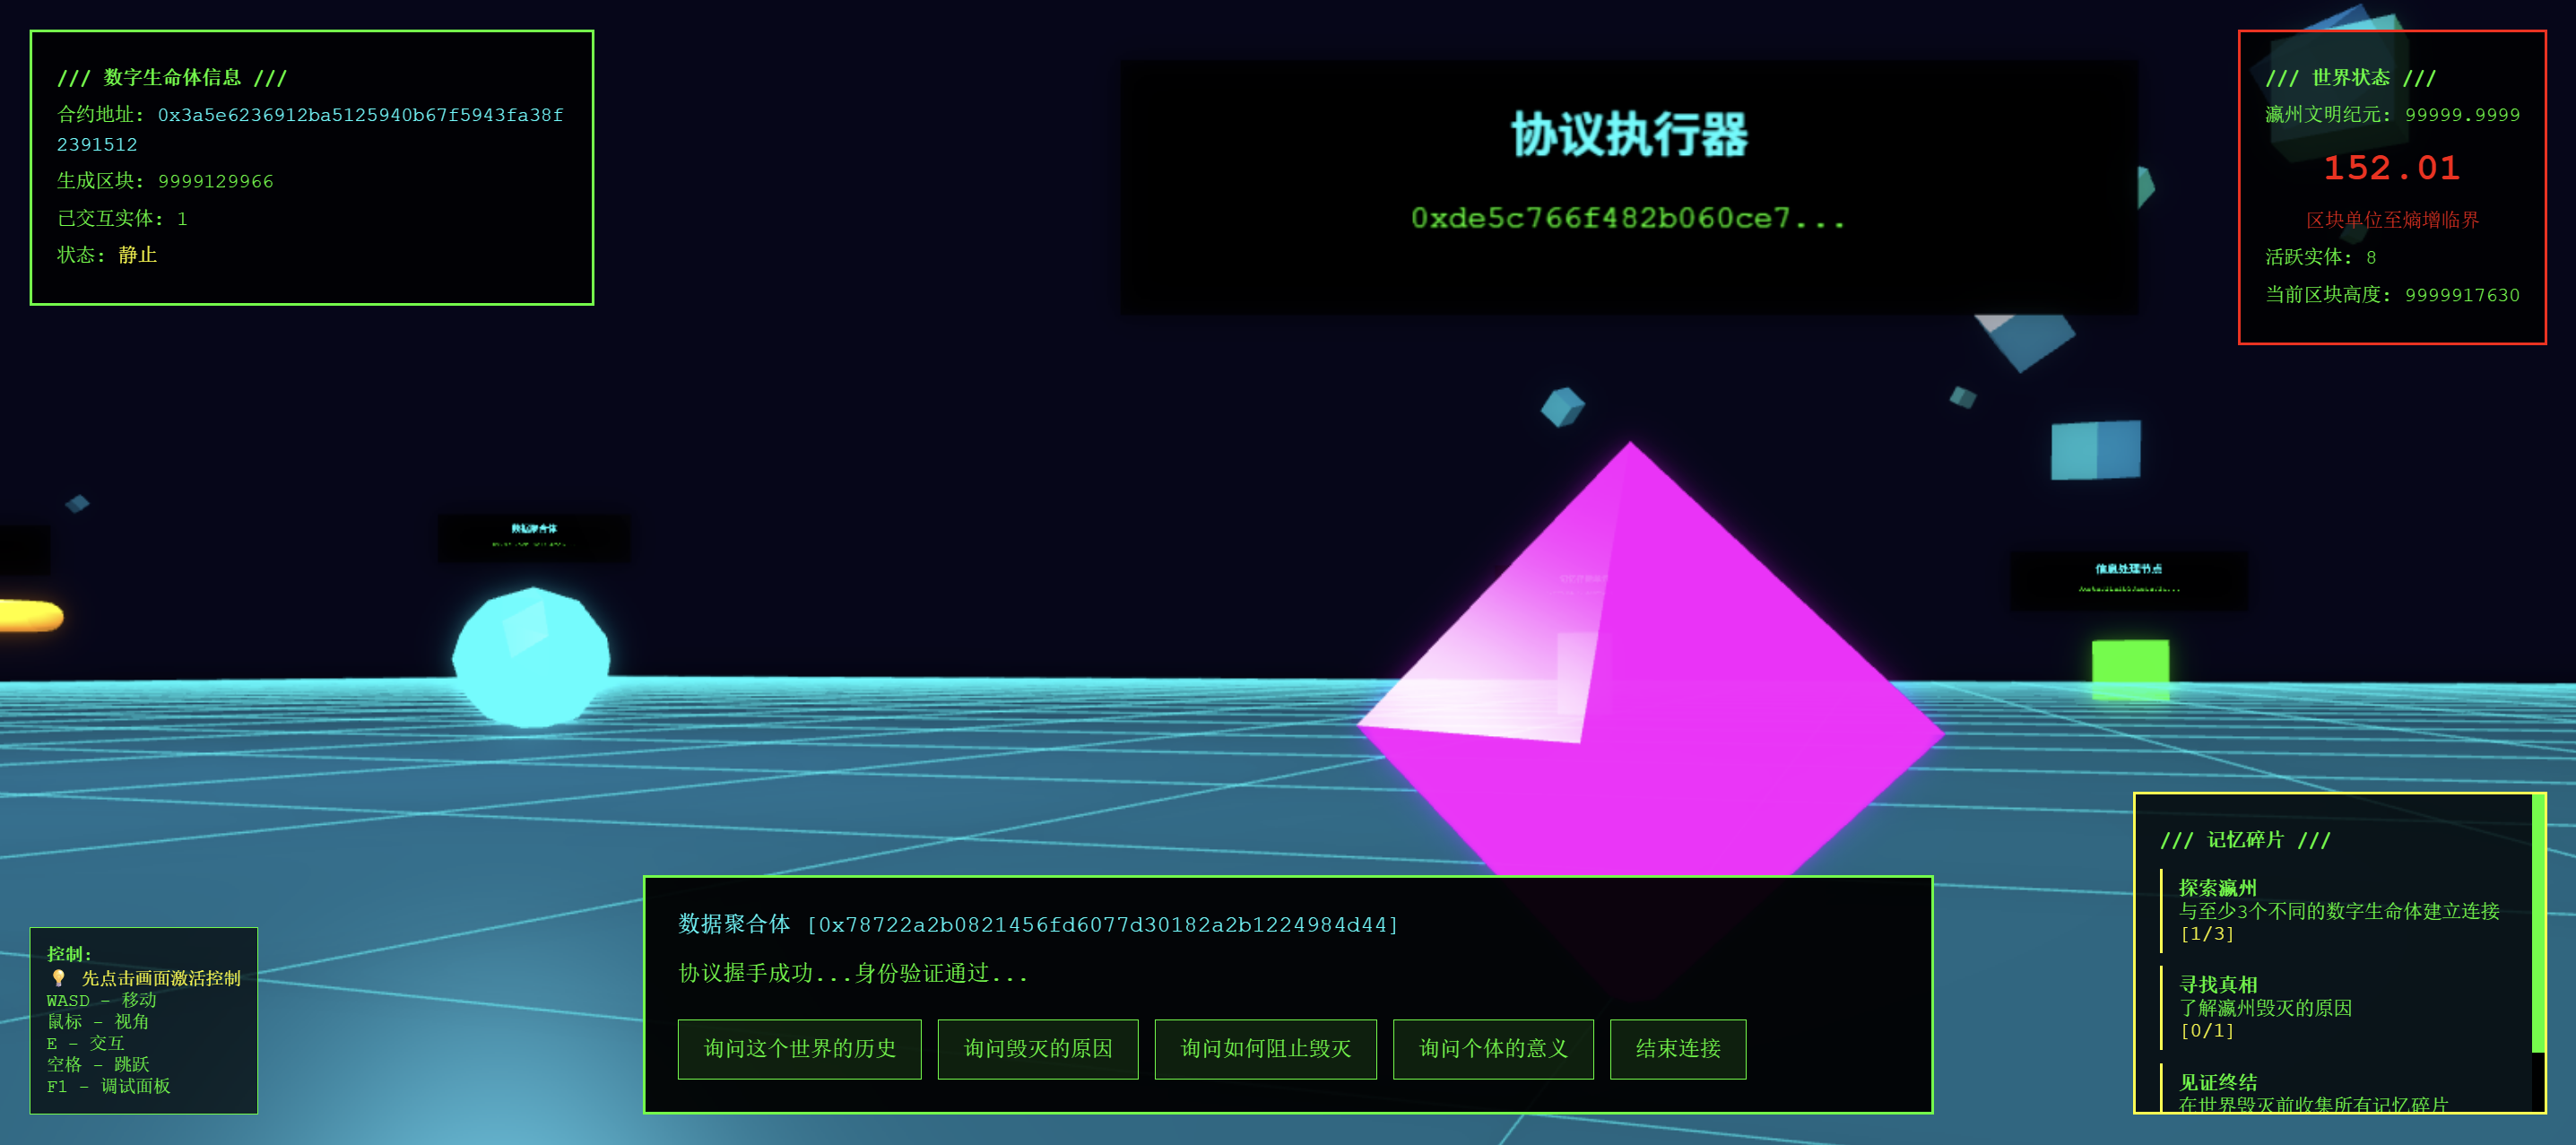 /// 数字生命体信息 ///
合约地址: 0x3a5e6236912ba5125940b67f5943fa38f
2391512
生成区块: 9999129966
已交互实体: 1
状态: 静止
协议执行器
0xde5c766f482b060ce7...
/// 世界状态 ///
瀛州文明纪元: 99999.9999
152.01
区块单位至熵增临界
活跃实体: 8
当前区块高度: 9999917630
数据聚合体
信息处理节点
数据聚合体 [0x78722a2b0821456fd6077d30182a2b1224984d44]
协议握手成功...身份验证通过...
询问这个世界的历史
询问毁灭的原因
询问如何阻止毁灭
询问个体的意义
结束连接
控制:
💡 先点击画面激活控制
WASD - 移动
鼠标 - 视角
E - 交互
空格 - 跳跃
F1 - 调试面板
/// 记忆碎片 ///
探索瀛州
与至少3个不同的数字生命体建立连接
[1/3]
寻找真相
了解瀛州毁灭的原因
[0/1]
见证终结
在世界毁灭前收集所有记忆碎片